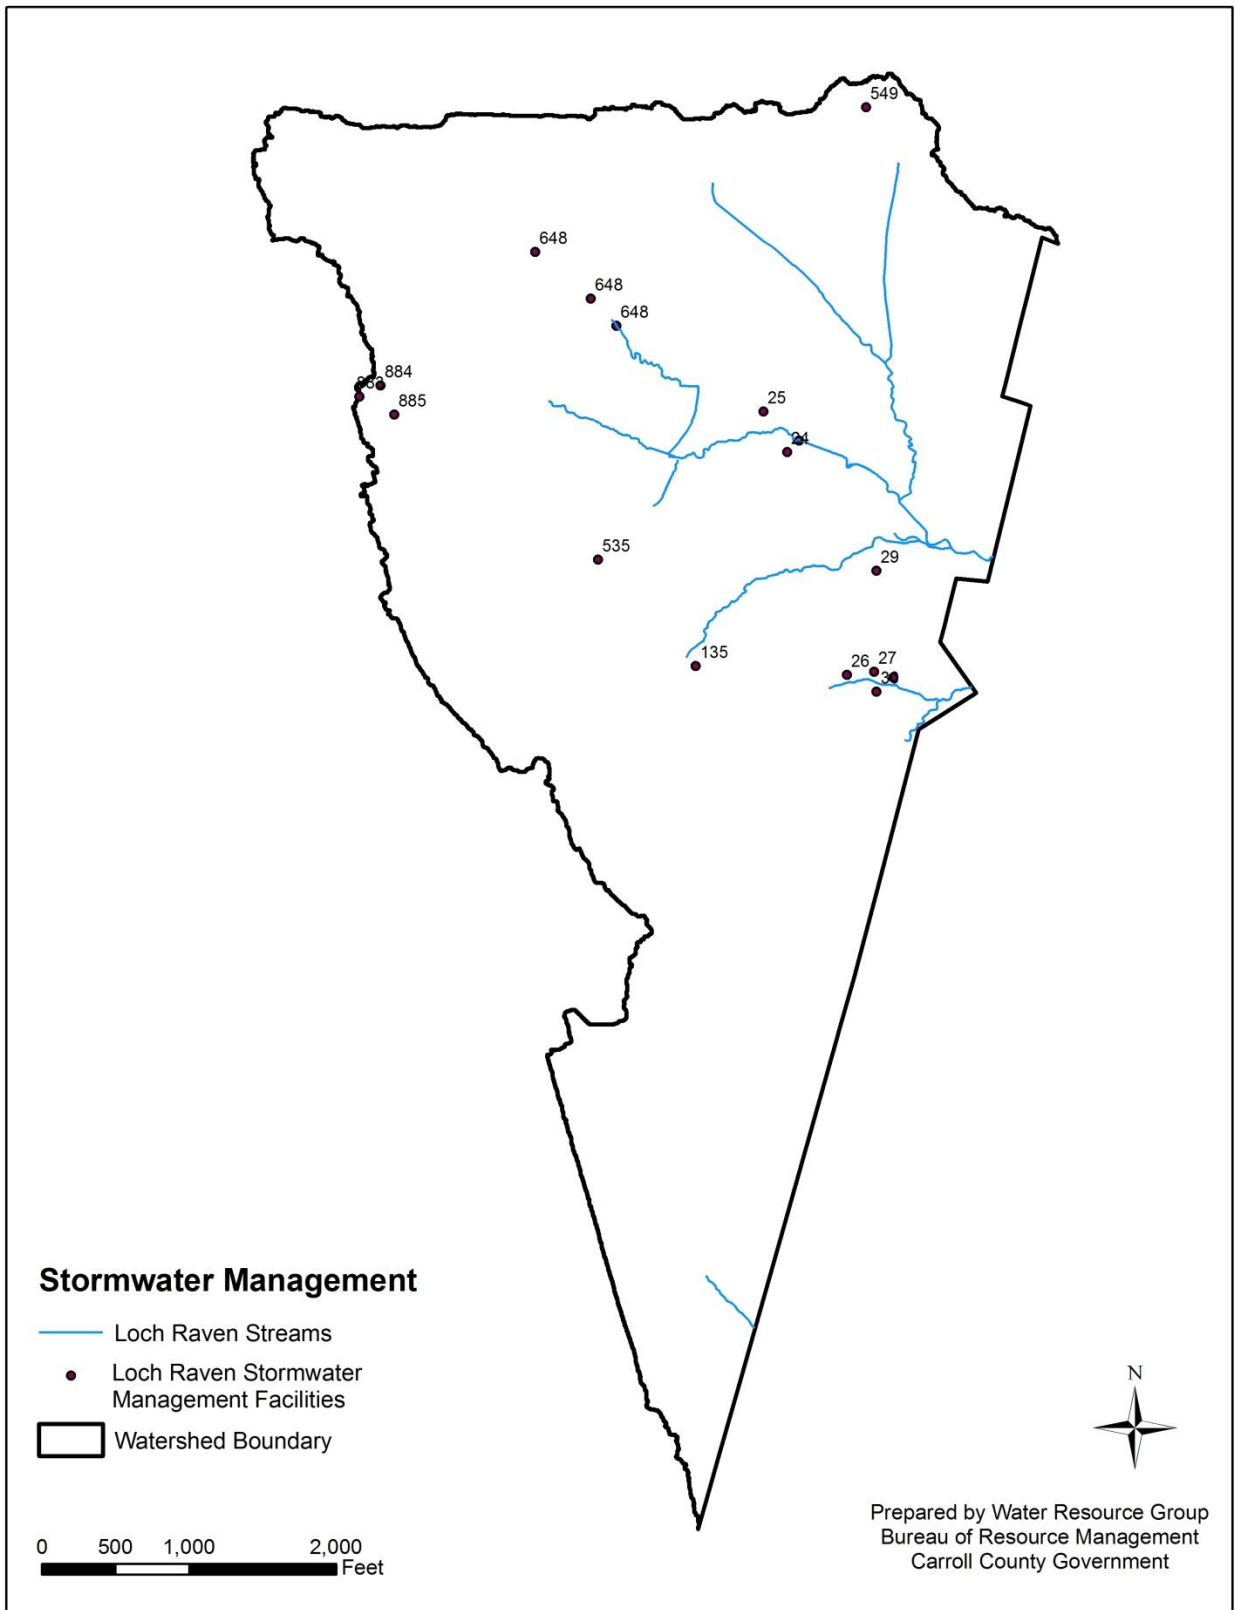 549
648
648
648
884
885
25
24
535
29
135
26
27
Stormwater Management
Loch Raven Streams
Loch Raven Stormwater
Management Facilities
Watershed Boundary
N
0 500 1,000 2,000
Feet
Prepared by Water Resource Group
Bureau of Resource Management
Carroll County Government